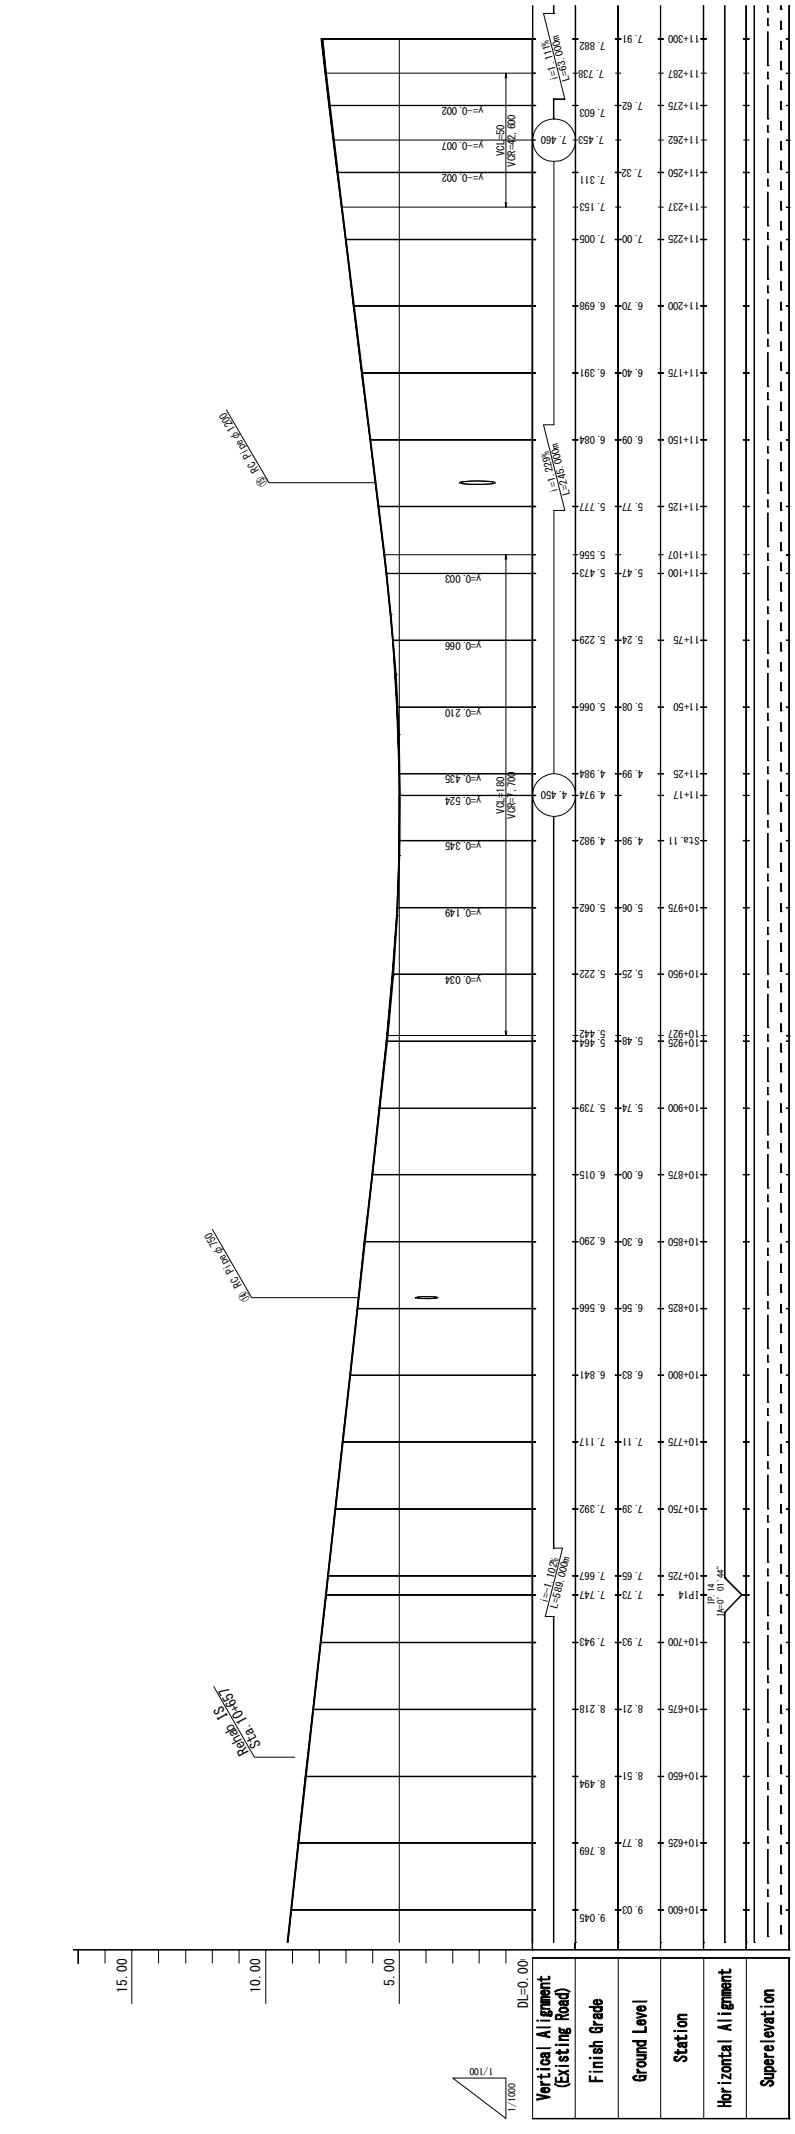 15.00
10.00
5.00
DL=0.00
1/100
1/1000
Rehab IS
Sta. 10+657
⑭ RC Pipe φ750
⑮ RC Pipe φ1200
y=0.034
y=0.149
y=0.345
y=0.524
y=0.435
y=0.210
y=0.066
y=0.003
VCL=180
VCR=7,700
y=-0.002
y=-0.007
y=-0.002
VCL=50
VCR=42,600
Vertical Alignment
(Existing Road)
i=-1.102%
L=589.000m
4.450
i=1.229%
L=245.000m
7.460
i=1.111%
L=63.000m
Finish Grade
9.045
8.769
8.494
8.218
7.943
7.747
7.667
7.392
7.117
6.841
6.566
6.290
6.015
5.739
5.464
5.442
5.222
5.062
4.982
4.974
4.984
5.066
5.229
5.473
5.556
5.777
6.084
6.391
6.698
7.005
7.153
7.311
7.453
7.603
7.738
7.882
Ground Level
9.03
8.77
8.51
8.21
7.93
7.73
7.65
7.39
7.11
6.83
6.56
6.30
6.00
5.74
5.48
5.25
5.06
4.98
4.99
5.08
5.24
5.47
5.77
6.09
6.40
6.70
7.00
7.32
7.62
7.91
Station
10+600
10+625
10+650
10+675
10+700
IP14
10+725
10+750
10+775
10+800
10+825
10+850
10+875
10+900
10+925
10+927
10+950
10+975
Sta.11
11+17
11+25
11+50
11+75
11+100
11+107
11+125
11+150
11+175
11+200
11+225
11+237
11+250
11+262
11+275
11+287
11+300
Horizontal Alignment
IP.14
IA=0° 01' 44"
Superelevation